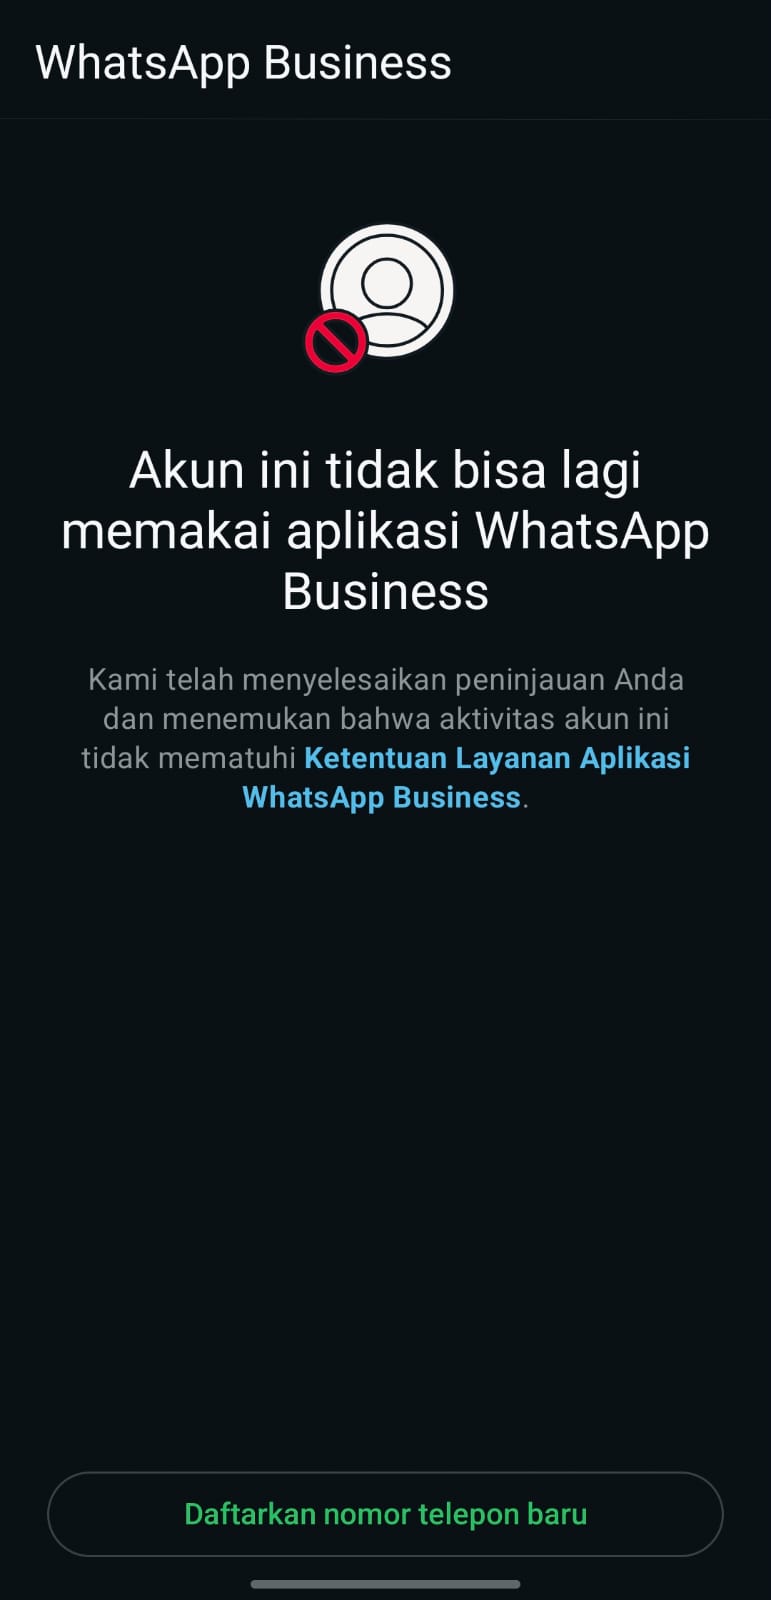 WhatsApp Business
Akun ini tidak bisa lagi
memakai aplikasi WhatsApp
Business
Kami telah menyelesaikan peninjauan Anda
dan menemukan bahwa aktivitas akun ini
tidak mematuhi Ketentuan Layanan Aplikasi
WhatsApp Business.
Daftarkan nomor telepon baru